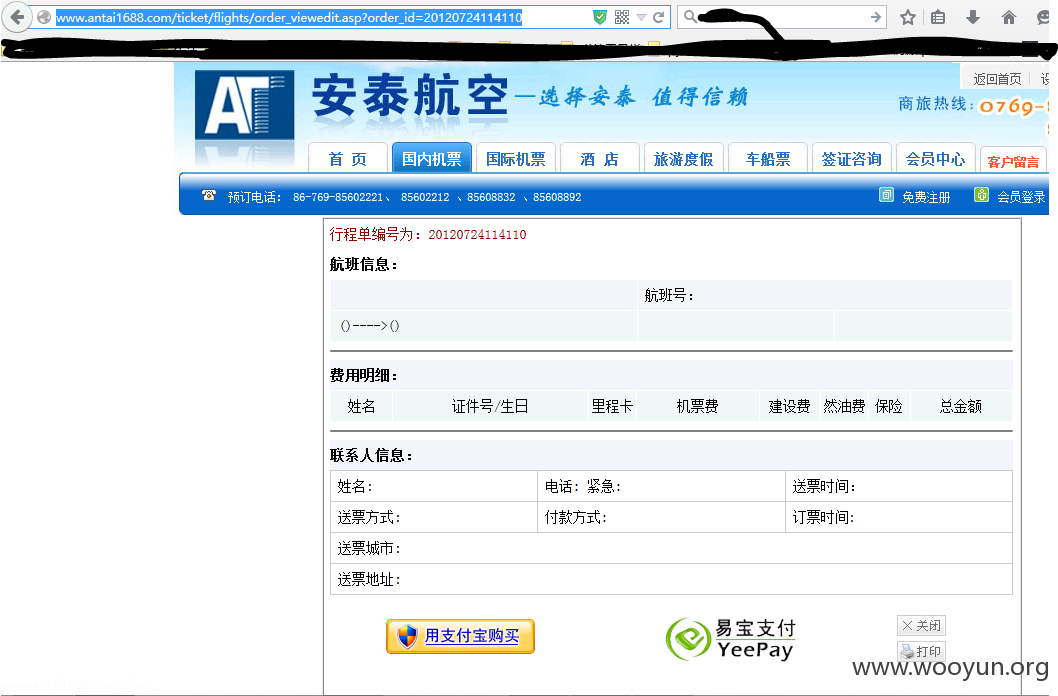 www.antai1688.com/ticket/flights/order_viewedit.asp?order_id=20120724114110
返回首页
AT
安泰航空
—选择安泰 值得信赖
商旅热线: 0769-
首 页 国内机票 国际机票 酒 店 旅游度假 车船票 签证咨询 会员中心 客户留言
预订电话: 86-769-85602221、 85602212 、85608832 、85608892 免费注册 会员登录
行程单编号为: 20120724114110
航班信息:
航班号:
()---->()
费用明细:
姓名 证件号/生日 里程卡 机票费 建设费 然油费 保险 总金额
联系人信息:
姓名: 电话: 紧急: 送票时间:
送票方式: 付款方式: 订票时间:
送票城市:
送票地址:
用支付宝购买
易宝支付
YeePay
关闭
打印
www.wooyun.org